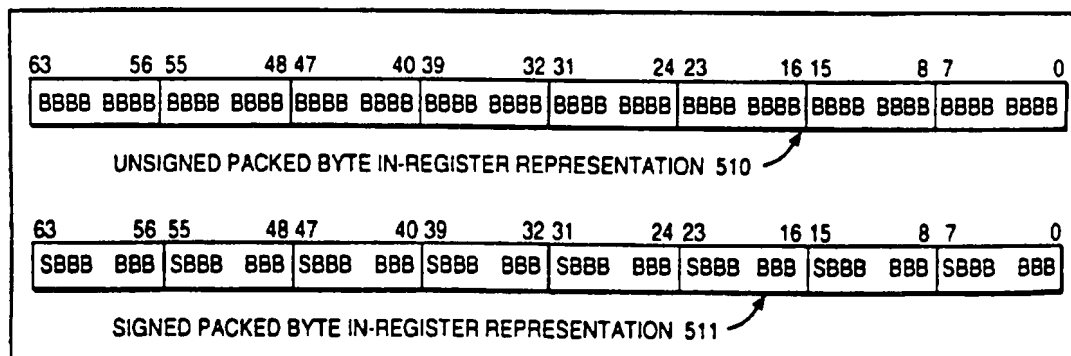 63 56 55 48 47 40 39 32 31 24 23 16 15 8 7 0
BBBB BBBB BBBB BBBB BBBB BBBB BBBB BBBB BBBB BBBB BBBB BBBB BBBB BBBB BBBB BBBB
UNSIGNED PACKED BYTE IN-REGISTER REPRESENTATION 510
63 56 55 48 47 40 39 32 31 24 23 16 15 8 7 0
SBBB BBB SBBB BBB SBBB BBB SBBB BBB SBBB BBB SBBB BBB SBBB BBB SBBB BBB
SIGNED PACKED BYTE IN-REGISTER REPRESENTATION 511